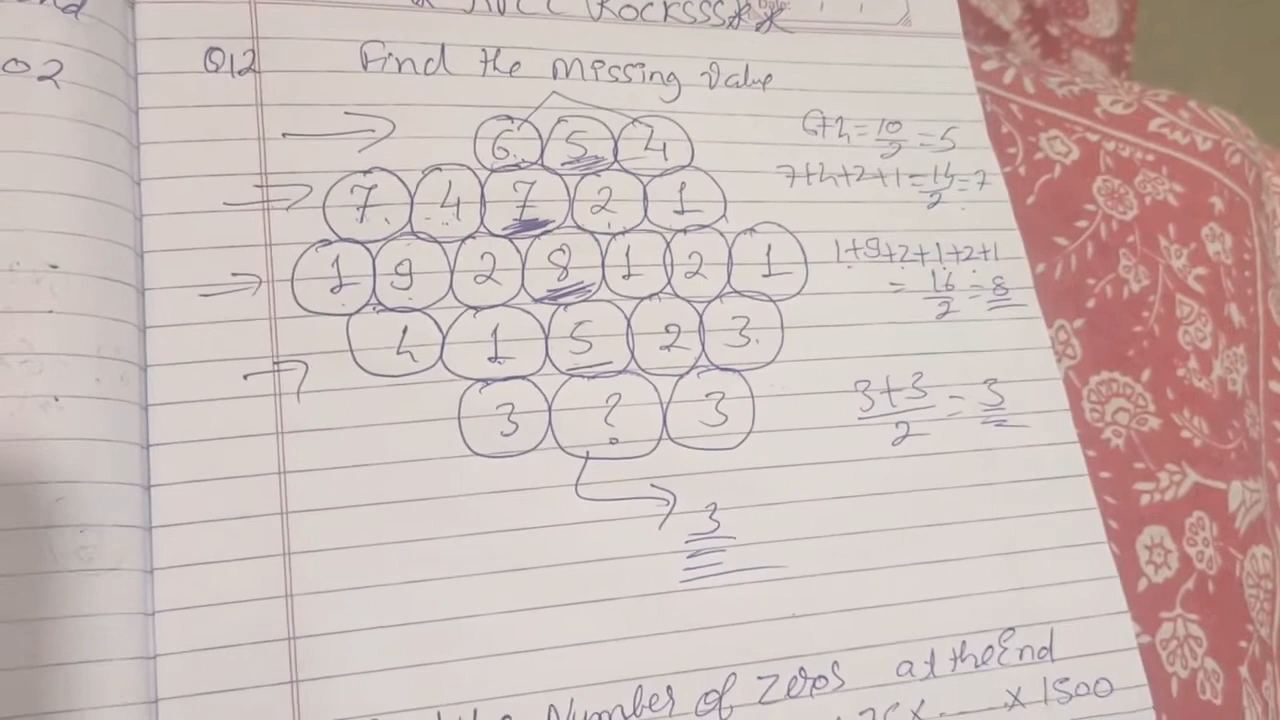 Rocksss**
02
Q12 Find the missing value
6 5 4
6+4=10/2=5
7 4 7 2 1
7+4+2+1=14/2=7
1 9 2 8 1 2 1
1+9+2+1+2+1
=16/2=8
4 1 5 2 3
3 ? 3
3+3/2=3
3
Number of zeros at the End
x 1500